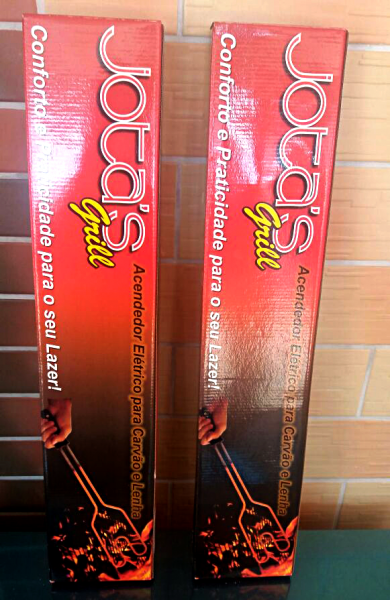 Jota's
Grill
Acendedor Elétrico para Carvão e Lenha
Conforto e Praticidade para o seu Lazer!
Jota's
Grill
Acendedor Elétrico para Carvão e Lenha
Conforto e Praticidade para o seu Lazer!